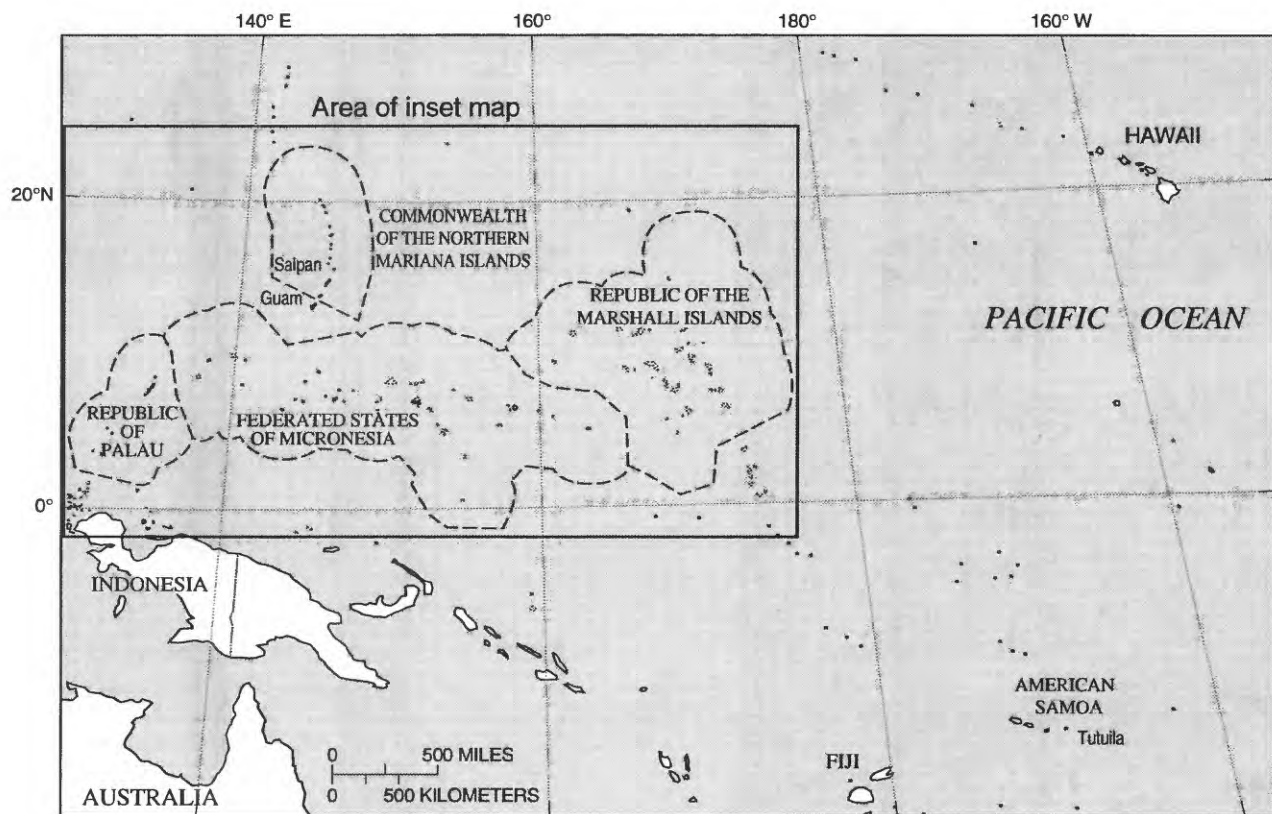 140° E
160°
180°
160° W
Area of inset map
HAWAII
20°N
COMMONWEALTH
OF THE NORTHERN
MARIANA ISLANDS
Saipan
Guam
REPUBLIC OF THE
MARSHALL ISLANDS
PACIFIC OCEAN
REPUBLIC
OF
PALAU
FEDERATED STATES
OF MICRONESIA
0°
INDONESIA
AMERICAN
SAMOA
Tutuila
0 500 MILES
0 500 KILOMETERS
FIJI
AUSTRALIA